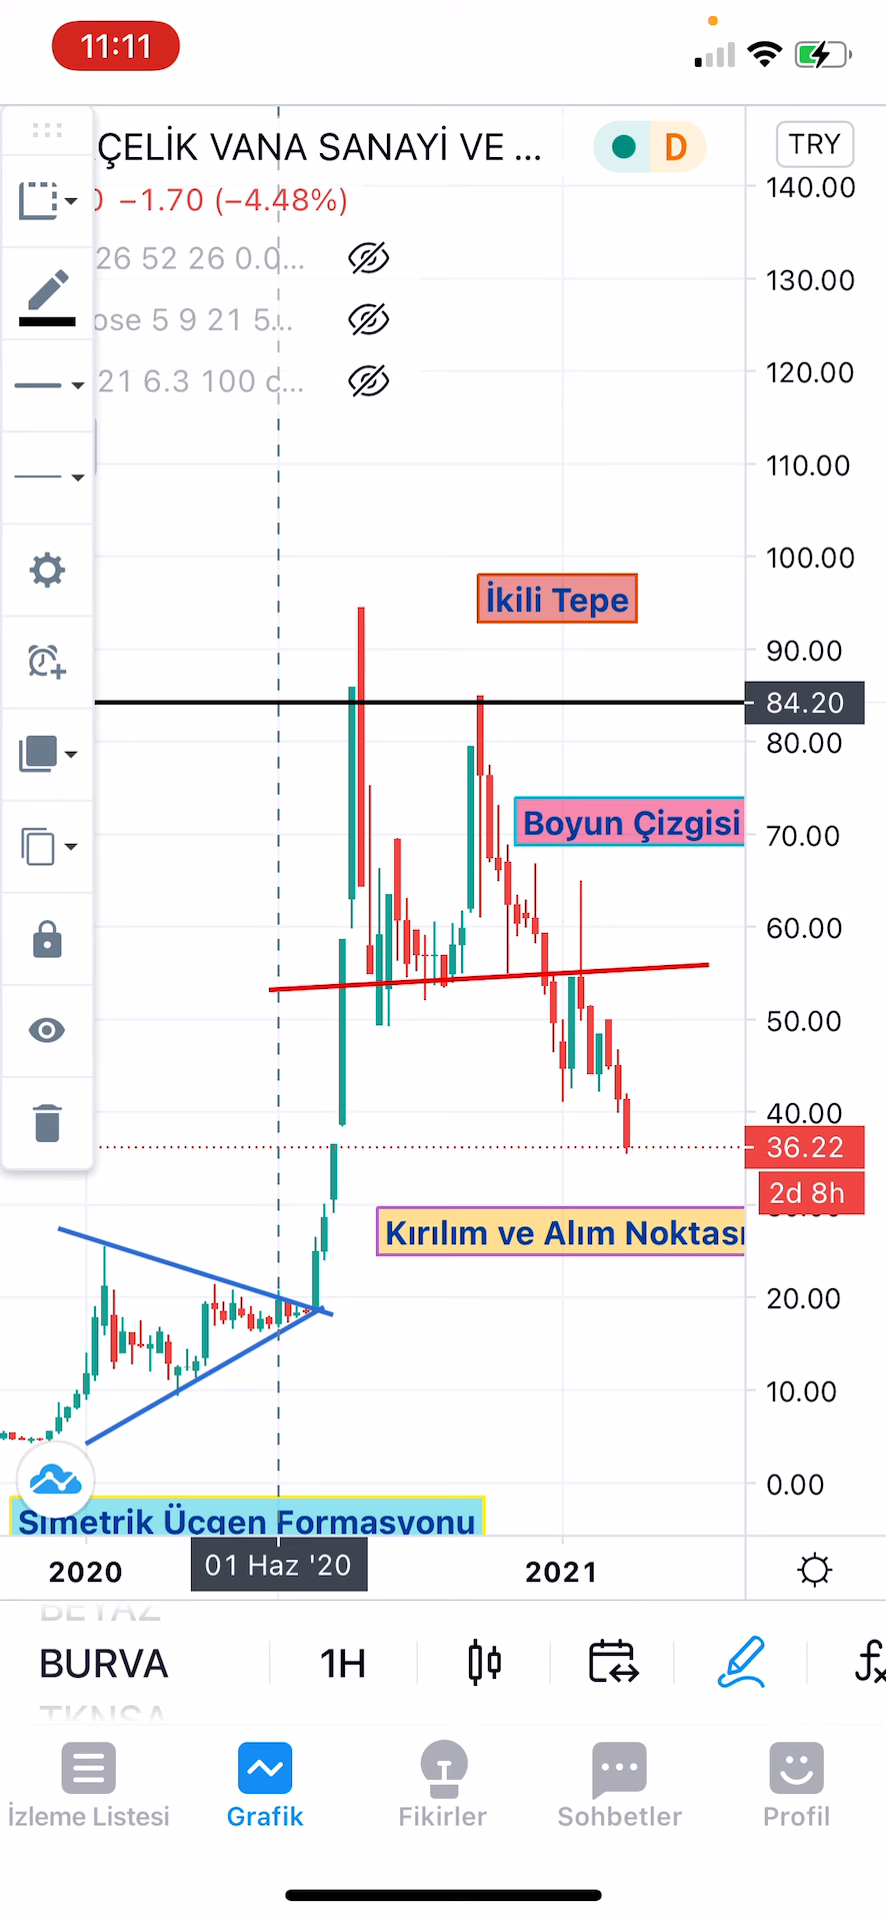 11:11
ÇELİK VANA SANAYİ VE ...
D
TRY
−1.70 (−4.48%)
26 52 26 0.0...
ose 5 9 21 5...
21 6.3 100 c...
140.00
130.00
120.00
110.00
100.00
90.00
84.20
80.00
70.00
60.00
50.00
40.00
36.22
2d 8h
20.00
10.00
0.00
İkili Tepe
Boyun Çizgisi
Kırılım ve Alım Noktası
Simetrik Üçgen Formasyonu
2020
01 Haz '20
2021
BEYAZ
BURVA
1H
TKNSA
İzleme Listesi
Grafik
Fikirler
Sohbetler
Profil